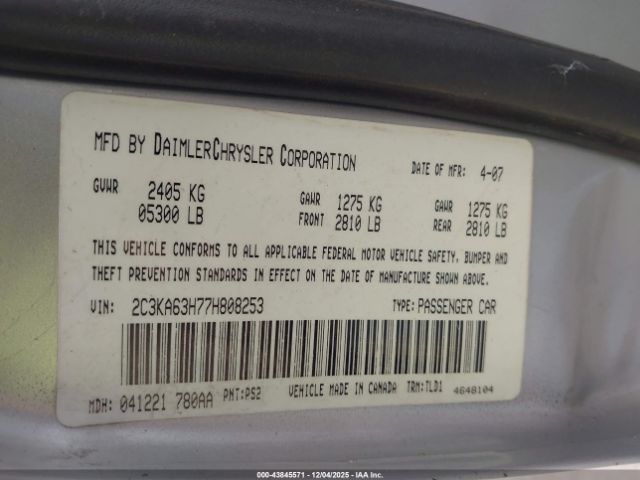 MFD BY DAIMLERCHRYSLER CORPORATION DATE OF MFR: 4-07
GVWR 2405 KG GAWR 1275 KG GAWR 1275 KG
05300 LB FRONT 2810 LB REAR 2810 LB
THIS VEHICLE CONFORMS TO ALL APPLICABLE FEDERAL MOTOR VEHICLE SAFETY, BUMPER AND
THEFT PREVENTION STANDARDS IN EFFECT ON THE DATE OF MANUFACTURE SHOWN ABOVE.
VIN: 2C3KA63H77H808253 TYPE: PASSENGER CAR
MDH: 041221 780AA PNT: PS2 VEHICLE MADE IN CANADA TRM: TLD1 4648104
000-43845571 - 12/04/2025 - IAA Inc.